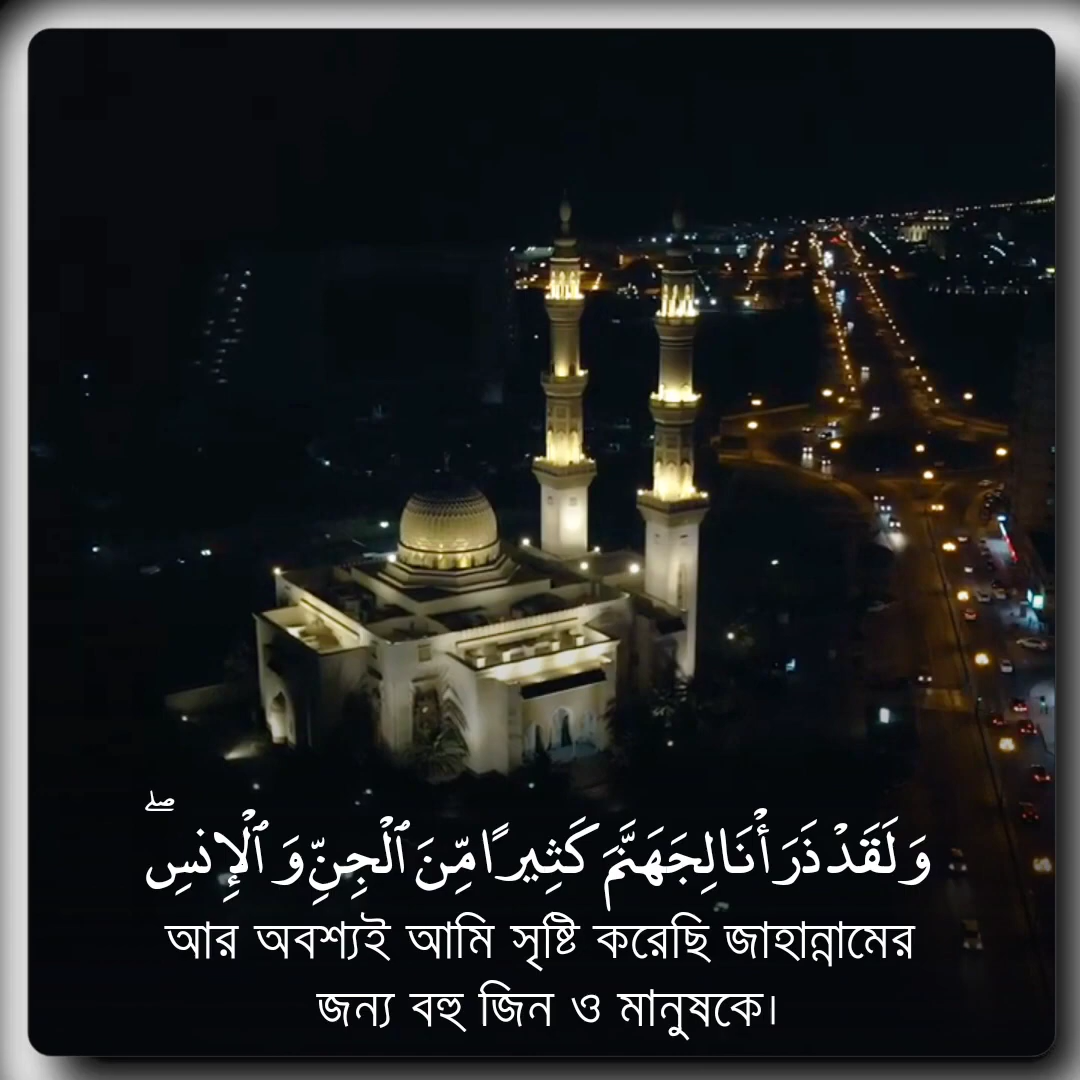 وَلَقَدْ ذَرَأْنَا لِجَهَنَّمَ كَثِيرًا مِّنَ ٱلْجِنِّ وَٱلْإِنسِ ۖ
আর অবশ্যই আমি সৃষ্টি করেছি জাহান্নামের
জন্য বহু জিন ও মানুষকে।